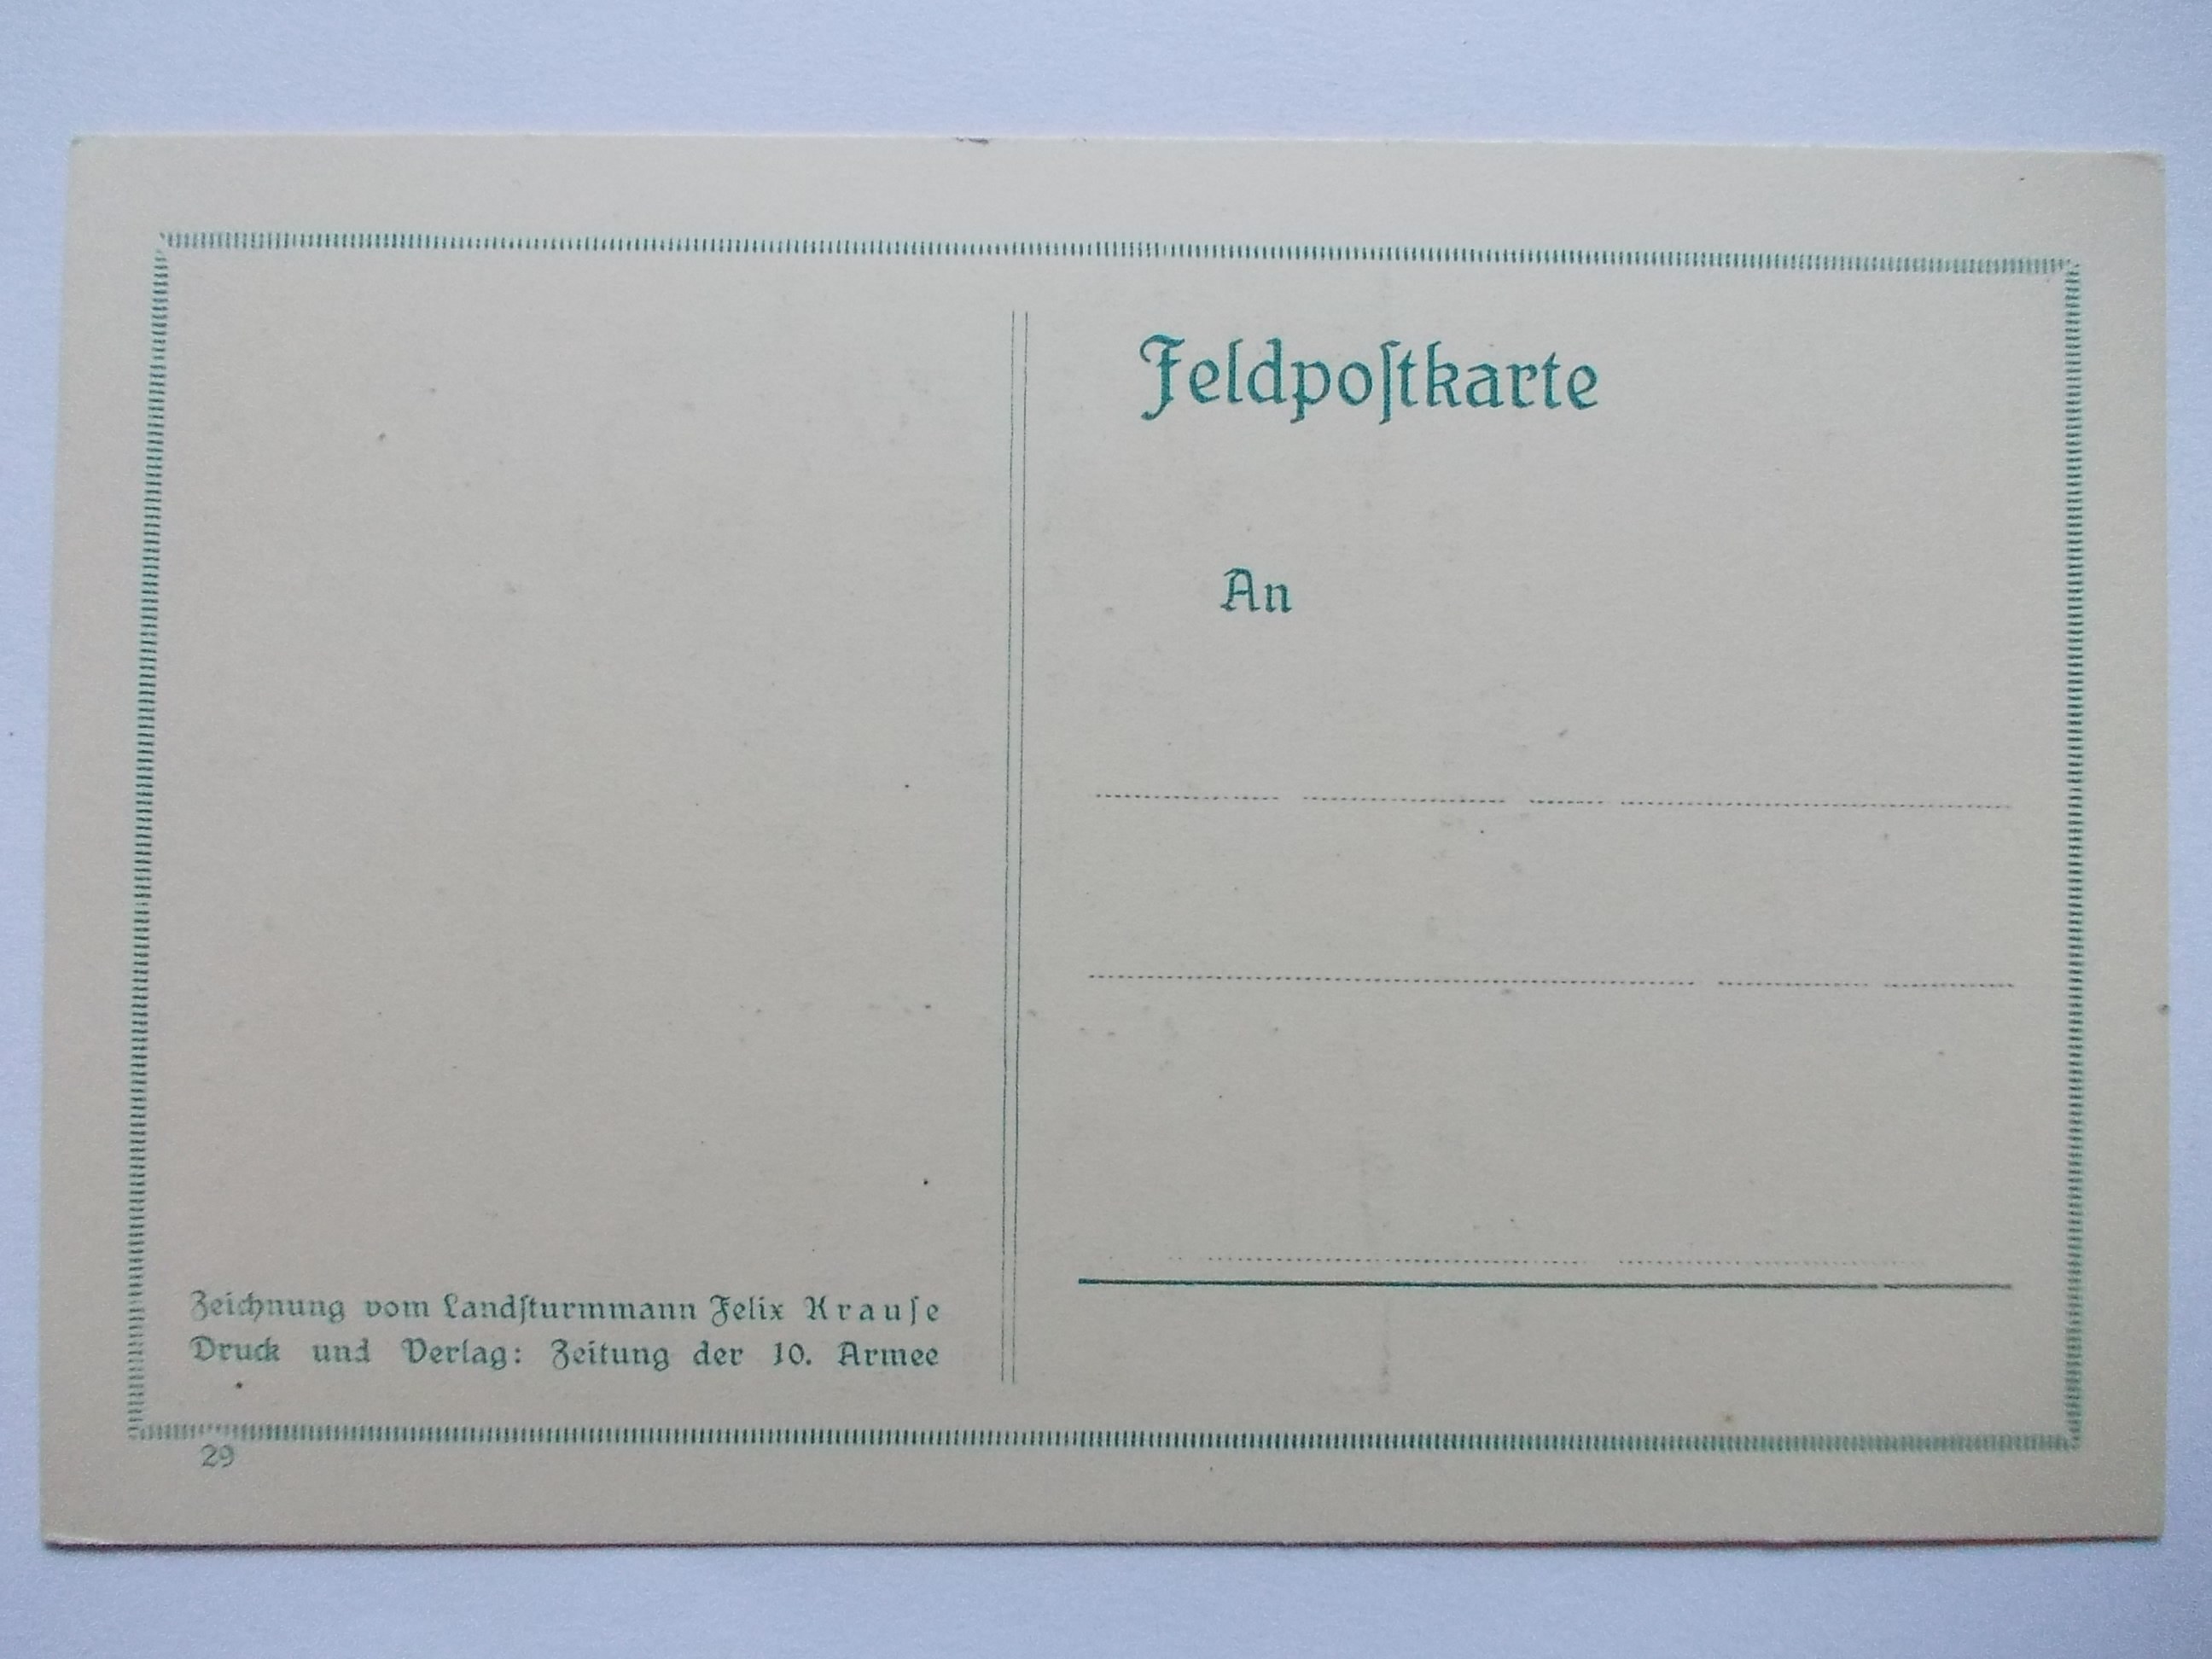 Feldpoſtkarte
An
Zeichnung vom Landſturmmann Felix Krauſe
Druck und Verlag: Zeitung der 10. Armee
29